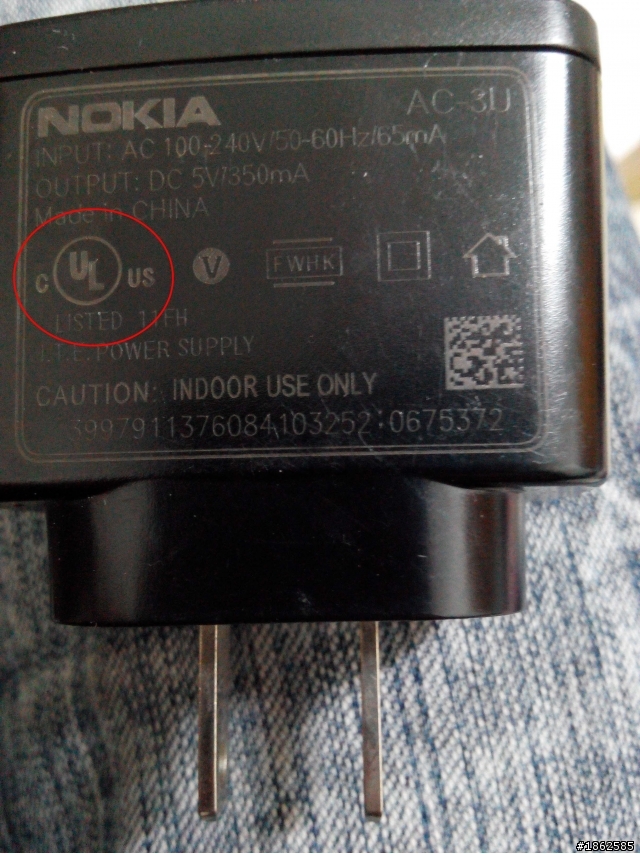 NOKIA AC-3U
INPUT: AC 100-240V/50-60Hz/65mA
OUTPUT: DC 5V/350mA
Made in CHINA
C UL US V FWHK
LISTED 11FH
I.T.E. POWER SUPPLY
CAUTION: INDOOR USE ONLY
3997911376084103252:0675372
#1862585